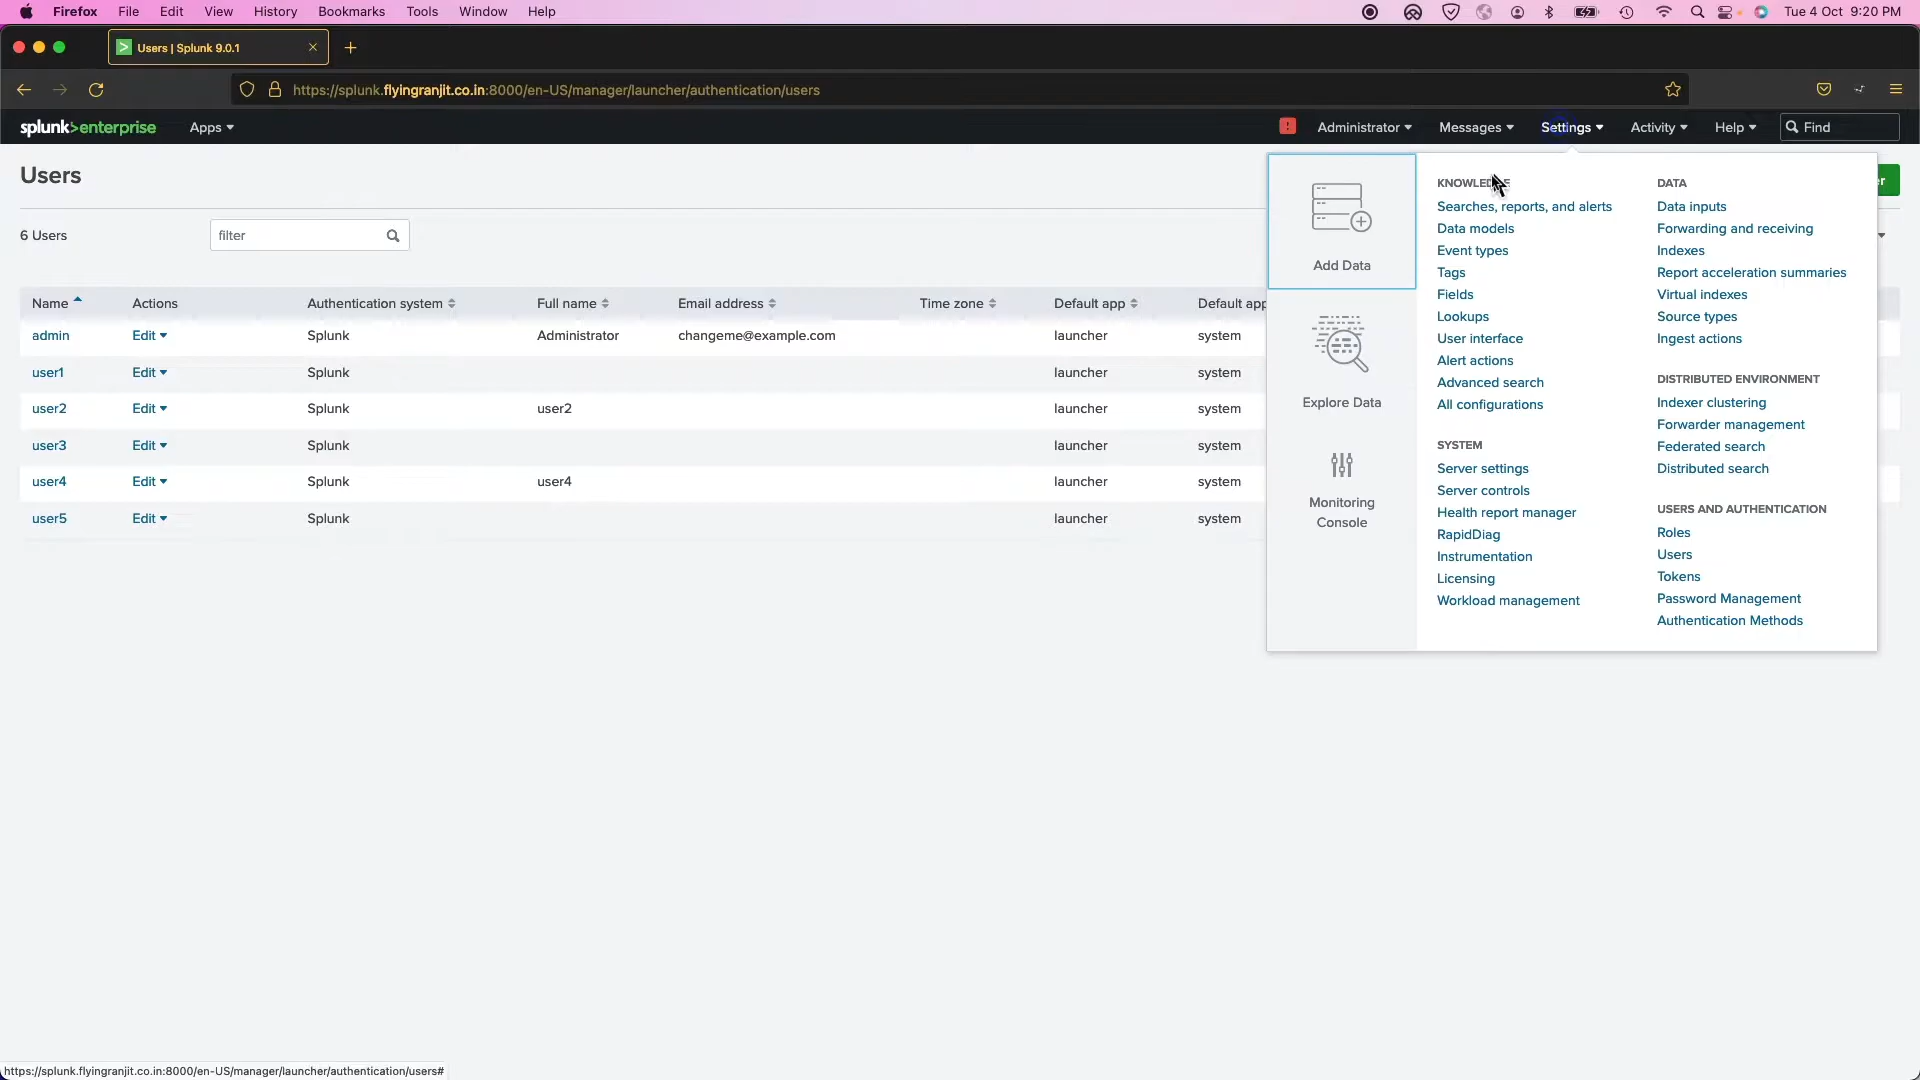 Firefox File Edit View History Bookmarks Tools Window Help Tue 4 Oct 9:20 PM
Users | Splunk 9.0.1
https://splunk.flyingranjit.co.in:8000/en-US/manager/launcher/authentication/users
splunk>enterprise Apps Administrator Messages Settings Activity Help Find
Users
6 Users filter
Name Actions Authentication system Full name Email address Time zone Default app Default app
admin Edit Splunk Administrator changeme@example.com launcher system
user1 Edit Splunk launcher system
user2 Edit Splunk user2 launcher system
user3 Edit Splunk launcher system
user4 Edit Splunk user4 launcher system
user5 Edit Splunk launcher system
Add Data
Explore Data
Monitoring
Console
KNOWLEDGE
Searches, reports, and alerts
Data models
Event types
Tags
Fields
Lookups
User interface
Alert actions
Advanced search
All configurations
SYSTEM
Server settings
Server controls
Health report manager
RapidDiag
Instrumentation
Licensing
Workload management
DATA
Data inputs
Forwarding and receiving
Indexes
Report acceleration summaries
Virtual indexes
Source types
Ingest actions
DISTRIBUTED ENVIRONMENT
Indexer clustering
Forwarder management
Federated search
Distributed search
USERS AND AUTHENTICATION
Roles
Users
Tokens
Password Management
Authentication Methods
https://splunk.flyingranjit.co.in:8000/en-US/manager/launcher/authentication/users#